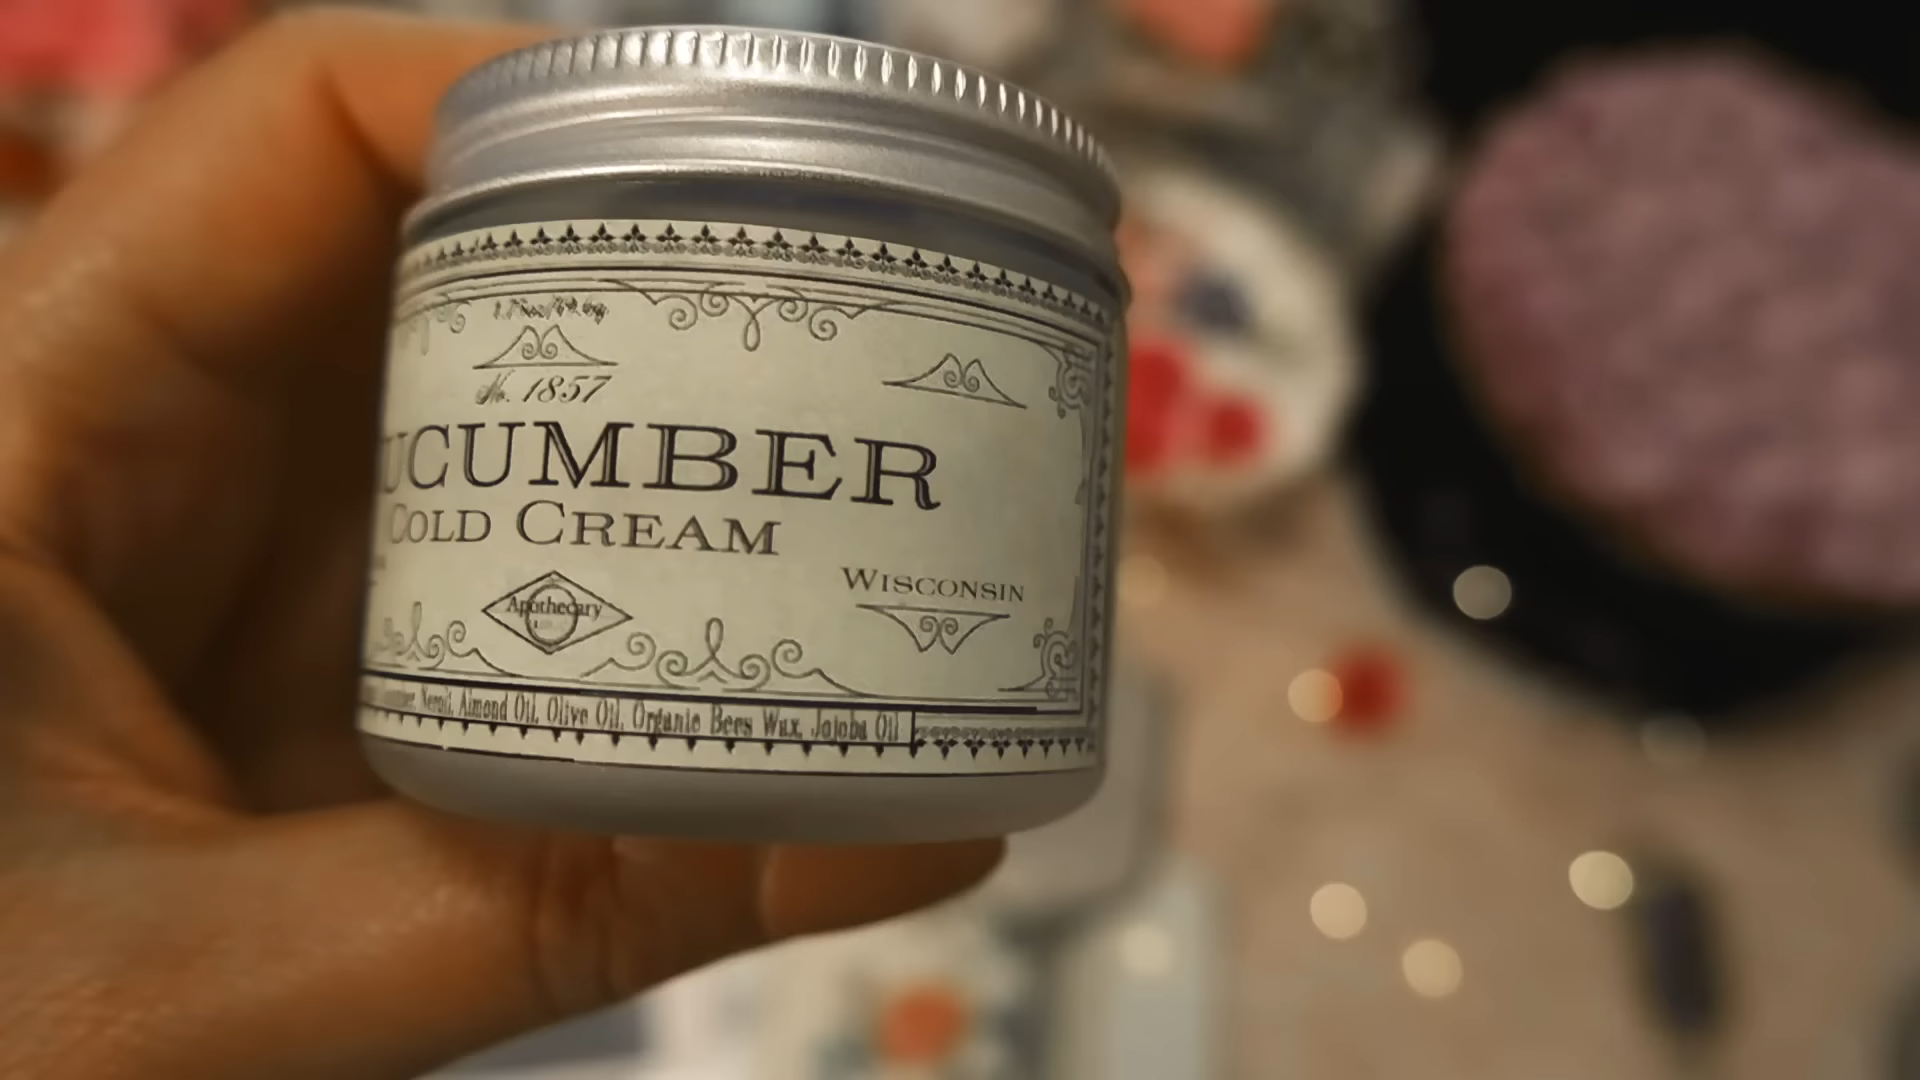 No. 1857
UCUMBER
COLD CREAM
WISCONSIN
Apothecary
Neroli, Almond Oil, Olive Oil, Organic Bees Wax, Jojoba Oil